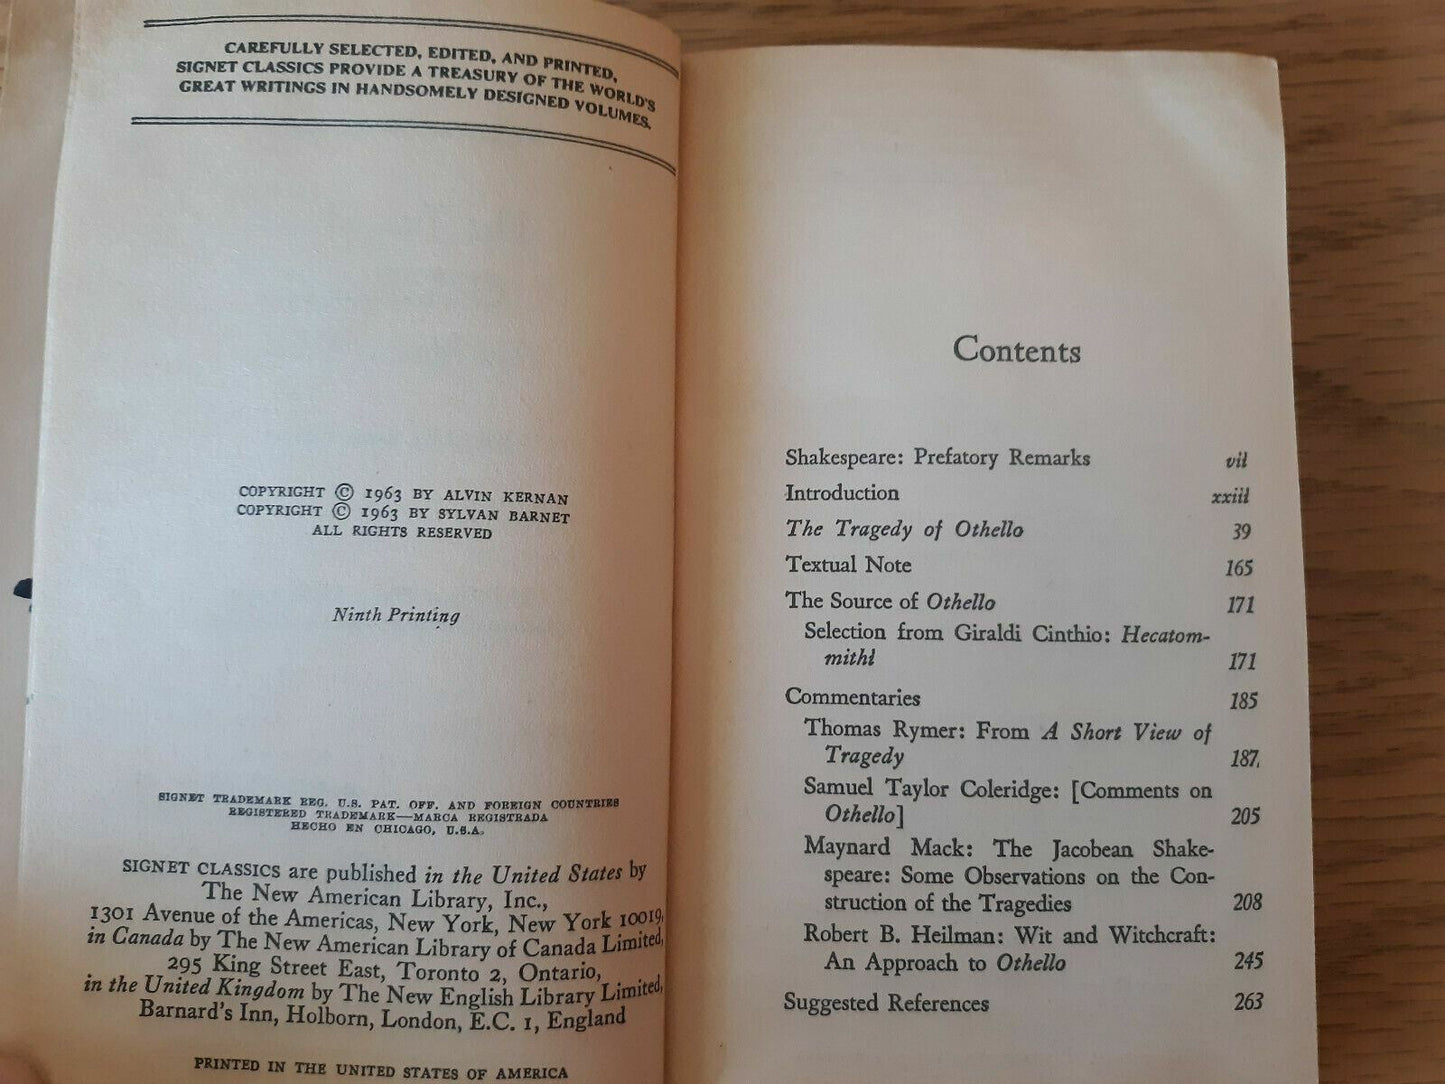 CAREFULLY SELECTED, EDITED, AND PRINTED,
SIGNET CLASSICS PROVIDE A TREASURY OF THE WORLD'S
GREAT WRITINGS IN HANDSOMELY DESIGNED VOLUMES.
COPYRIGHT © 1963 BY ALVIN KERNAN
COPYRIGHT © 1963 BY SYLVAN BARNET
ALL RIGHTS RESERVED
Ninth Printing
SIGNET TRADEMARK REG. U.S. PAT. OFF. AND FOREIGN COUNTRIES
REGISTERED TRADEMARK—MARCA REGISTRADA
HECHO EN CHICAGO, U.S.A.
SIGNET CLASSICS are published in the United States by
The New American Library, Inc.,
1301 Avenue of the Americas, New York, New York 10019,
in Canada by The New American Library of Canada Limited,
295 King Street East, Toronto 2, Ontario,
in the United Kingdom by The New English Library Limited,
Barnard's Inn, Holborn, London, E.C. 1, England
PRINTED IN THE UNITED STATES OF AMERICA
Contents
Shakespeare: Prefatory Remarks vii
Introduction xxiii
The Tragedy of Othello 39
Textual Note 165
The Source of Othello 171
Selection from Giraldi Cinthio: Hecatom-
mithi 171
Commentaries 185
Thomas Rymer: From A Short View of
Tragedy 187
Samuel Taylor Coleridge: [Comments on
Othello] 205
Maynard Mack: The Jacobean Shake-
speare: Some Observations on the Con-
struction of the Tragedies 208
Robert B. Heilman: Wit and Witchcraft:
An Approach to Othello 245
Suggested References 263